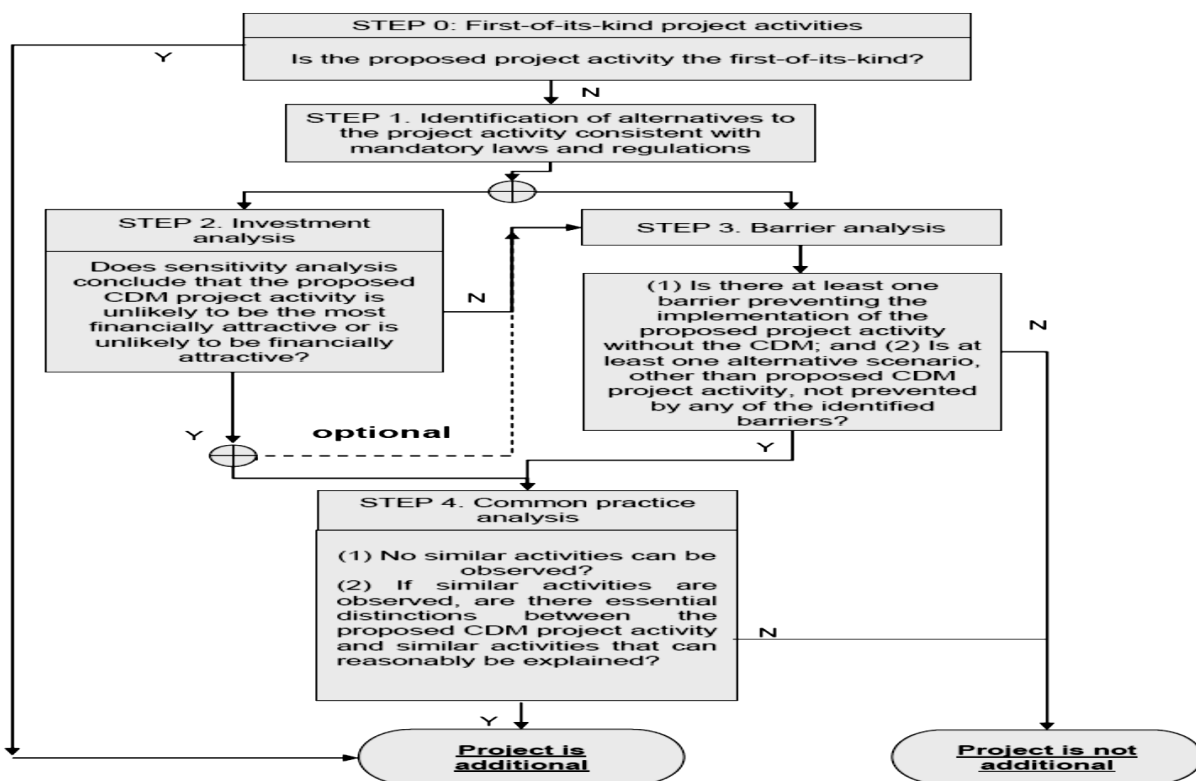 STEP 0: First-of-its-kind project activities
Y
Is the proposed project activity the first-of-its-kind?
N
STEP 1. Identification of alternatives to
the project activity consistent with
mandatory laws and regulations
STEP 2. Investment
analysis
Does sensitivity analysis
conclude that the proposed
CDM project activity is
unlikely to be the most
financially attractive or is
unlikely to be financially
attractive?
N
Y
optional
STEP 3. Barrier analysis
(1) Is there at least one
barrier preventing the
implementation of the
proposed project activity
without the CDM; and (2) Is at
least one alternative scenario,
other than proposed CDM
project activity, not prevented
by any of the identified
barriers?
N
Y
STEP 4. Common practice
analysis
(1) No similar activities can be
observed?
(2) If similar activities are
observed, are there essential
distinctions between the
proposed CDM project activity
and similar activities that can
reasonably be explained?
N
Y
Project is
additional
Project is not
additional